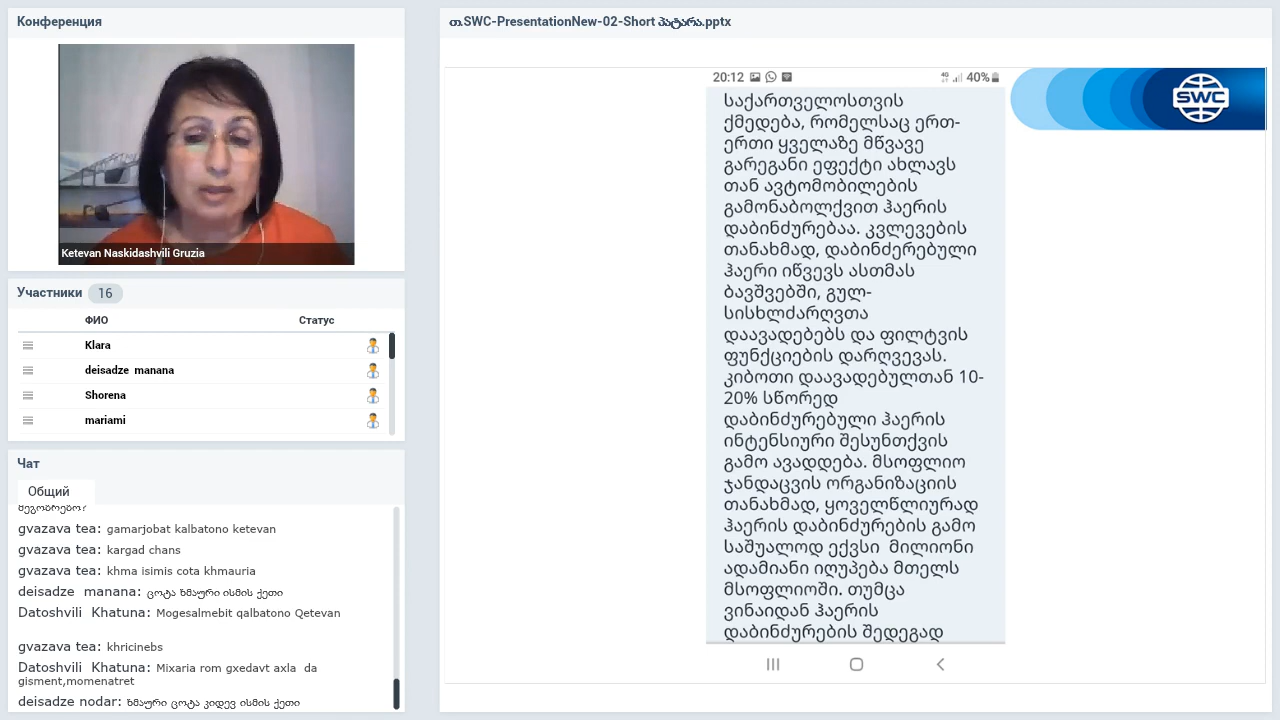 Конференция
Ketevan Naskidashvili Gruzia
Участники 16
ФИО Статус
Klara
deisadze manana
Shorena
mariami
Чат
Общий
gvazava tea: gamarjobat kalbatono ketevan
gvazava tea: kargad chans
gvazava tea: khma isimis cota khmauria
deisadze manana: ცოტა ხმაური ისმის ქეთი
Datoshvili Khatuna: Mogesalmebit qalbatono Qetevan
gvazava tea: khricinebs
Datoshvili Khatuna: Mixaria rom gxedavt axla da
gisment,momenatret
deisadze nodar: ხმაური ცოტა კიდევ ისმის ქეთი
თ.SWC-PresentationNew-02-Short პატარა.pptx
20:12 4G 40%
SWC
საქართველოსთვის
ქმედება, რომელსაც ერთ-
ერთი ყველაზე მწვავე
გარეგანი ეფექტი ახლავს
თან ავტომობილების
გამონაბოლქვით ჰაერის
დაბინძურებაა. კვლევების
თანახმად, დაბინძერებული
ჰაერი იწვევს ასთმას
ბავშვებში, გულ-
სისხლძარღვთა
დაავადებებს და ფილტვის
ფუნქციების დარღვევას.
კიბოთი დაავადებულთან 10-
20% სწორედ
დაბინძურებული ჰაერის
ინტენსიური შესუნთქვის
გამო ავადდება. მსოფლიო
ჯანდაცვის ორგანიზაციის
თანახმად, ყოველწლიურად
ჰაერის დაბინძურების გამო
საშუალოდ ექვსი მილიონი
ადამიანი იღუპება მთელს
მსოფლიოში. თუმცა
ვინაიდან ჰაერის
დაბინძურების შედეგად